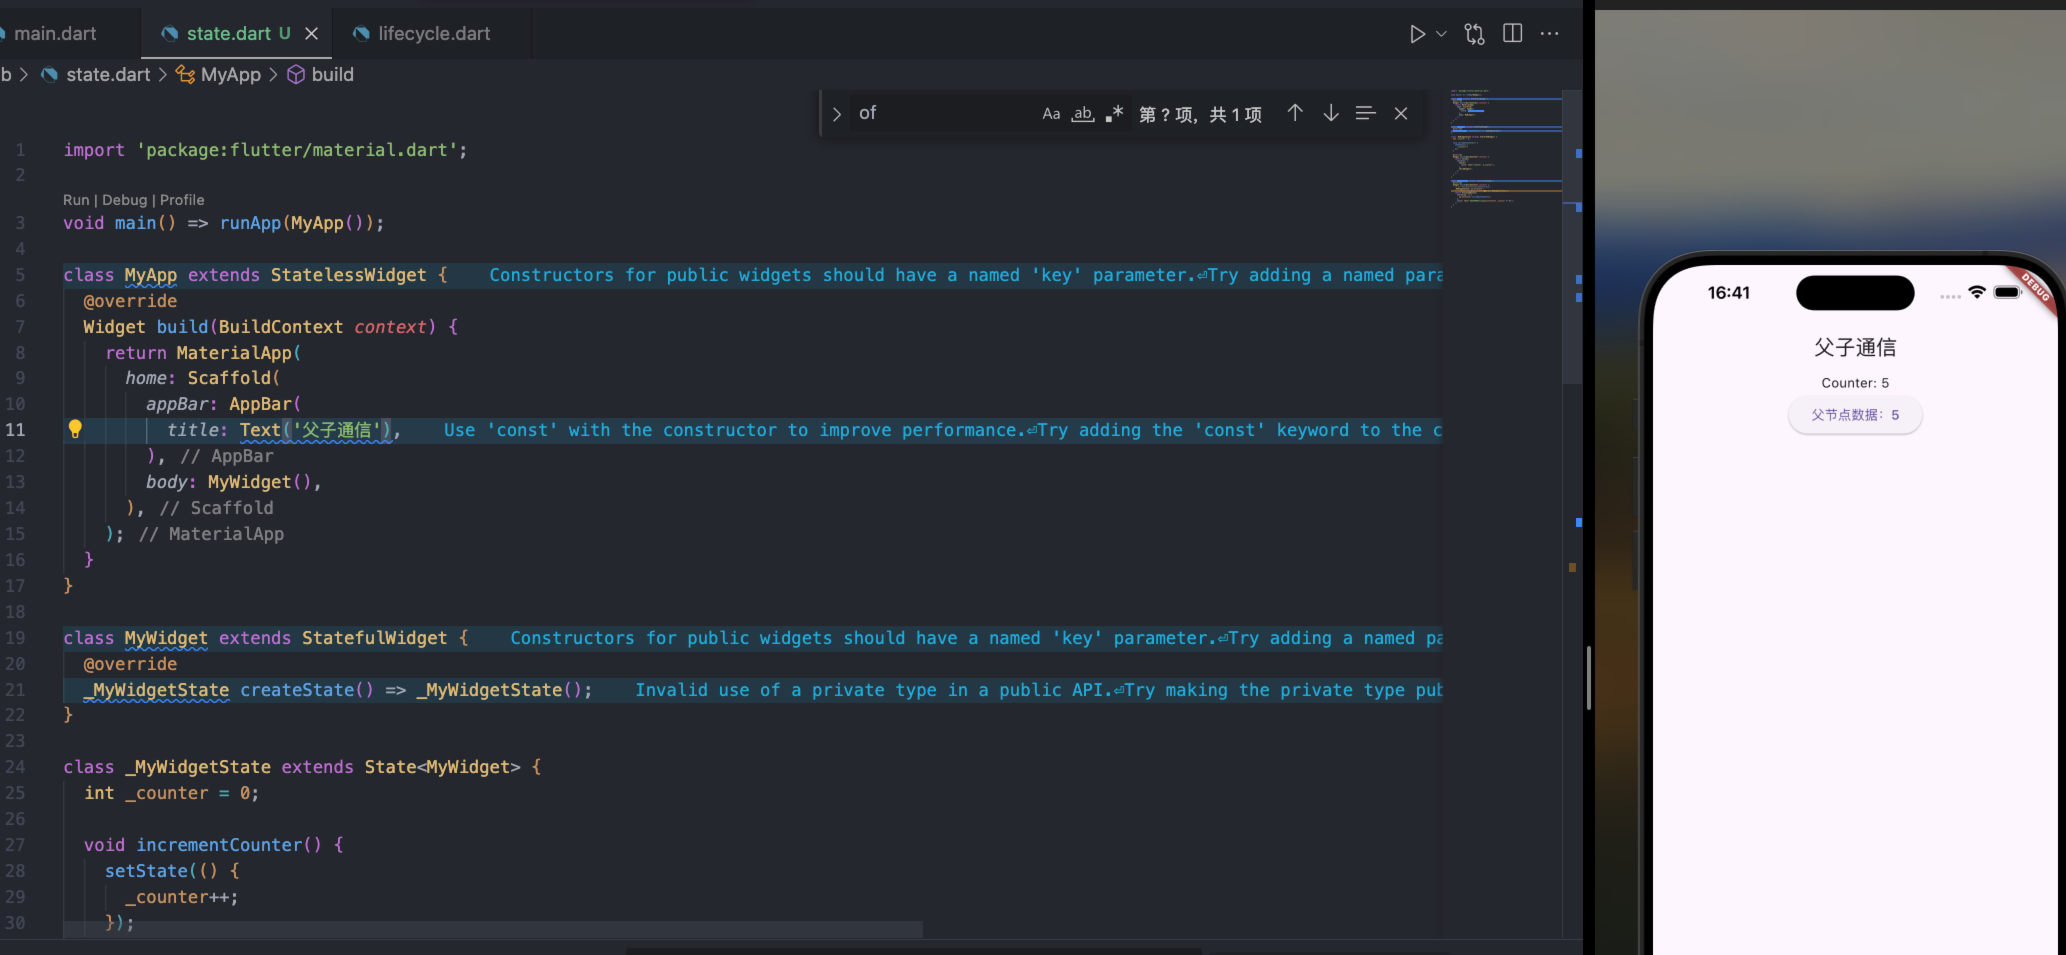 main.dart
state.dart U
lifecycle.dart
b > state.dart > MyApp > build
of
Aa ab .* 第 ? 项, 共 1 项
1 import 'package:flutter/material.dart';
2
Run | Debug | Profile
3 void main() => runApp(MyApp());
4
5 class MyApp extends StatelessWidget { Constructors for public widgets should have a named 'key' parameter.⏎Try adding a named para
6 @override
7 Widget build(BuildContext context) {
8 return MaterialApp(
9 home: Scaffold(
10 appBar: AppBar(
11 title: Text('父子通信'), Use 'const' with the constructor to improve performance.⏎Try adding the 'const' keyword to the c
12 ), // AppBar
13 body: MyWidget(),
14 ), // Scaffold
15 ); // MaterialApp
16 }
17 }
18
19 class MyWidget extends StatefulWidget { Constructors for public widgets should have a named 'key' parameter.⏎Try adding a named pa
20 @override
21 _MyWidgetState createState() => _MyWidgetState(); Invalid use of a private type in a public API.⏎Try making the private type pub
22 }
23
24 class _MyWidgetState extends State<MyWidget> {
25 int _counter = 0;
26
27 void incrementCounter() {
28 setState(() {
29 _counter++;
30 });
16:41
DEBUG
父子通信
Counter: 5
父节点数据: 5